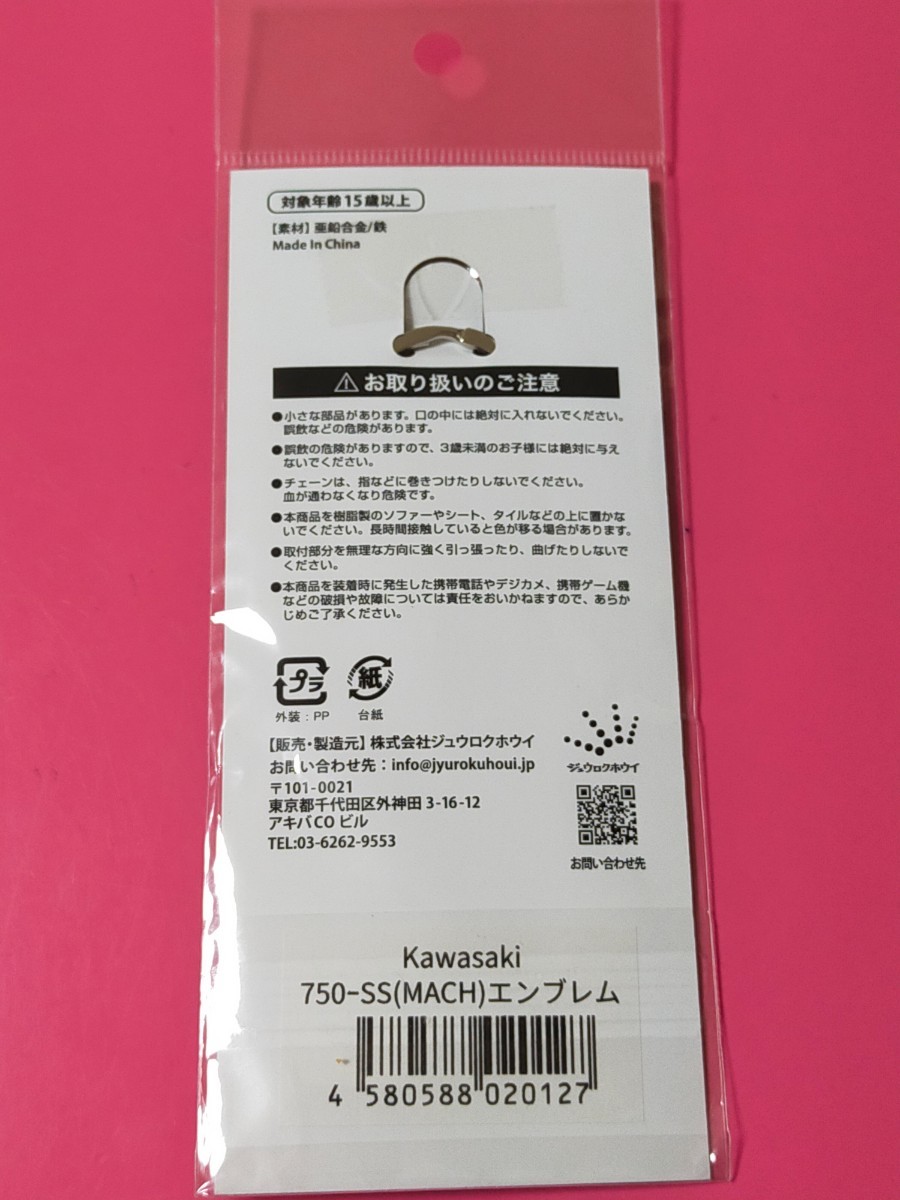 対象年齢15歳以上
【素材】亜鉛合金/鉄
Made In China
⚠お取り扱いのご注意
●小さな部品があります。口の中には絶対に入れないでください。
誤飲などの危険があります。
●誤飲の危険がありますので、3歳未満のお子様には絶対に与え
ないでください。
●チェーンは、指などに巻きつけたりしないでください。
血が通わなくなり危険です。
●本商品を樹脂製のソファーやシート、タイルなどの上に置かな
いでください。長時間接触していると色が移る場合があります。
●取付部分を無理な方向に強く引っ張ったり、曲げたりしないで
ください。
●本商品を装着時に発生した携帯電話やデジカメ、携帯ゲーム機
などの破損や故障については責任をおいかねますので、あらか
じめご了承ください。
プラ
紙
外装：PP
台紙
【販売・製造元】株式会社ジュウロクホウイ
お問い合わせ先：info@jyurokuhoui.jp
〒101-0021
東京都千代田区外神田 3-16-12
アキバCO ビル
TEL:03-6262-9553
ジュウロクホウイ
お問い合わせ先
Kawasaki
750-SS(MACH)エンブレム
4 580588 020127